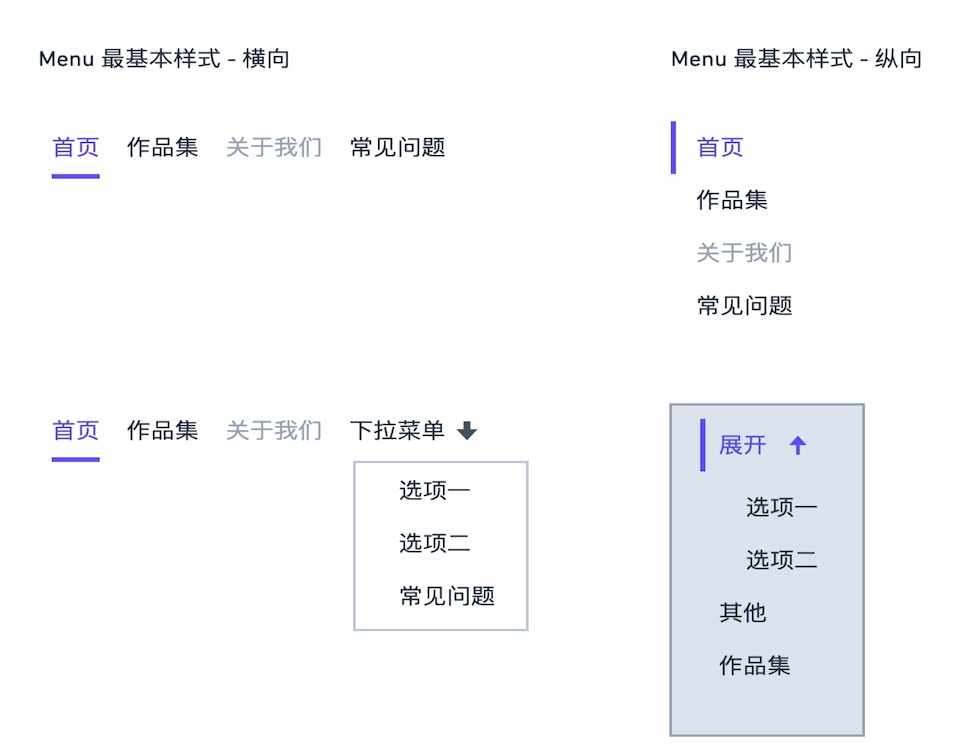 Menu 最基本样式 - 横向
Menu 最基本样式 - 纵向
首页 作品集 关于我们 常见问题
首页
作品集
关于我们
常见问题
首页 作品集 关于我们 下拉菜单
选项一
选项二
常见问题
展开
选项一
选项二
其他
作品集